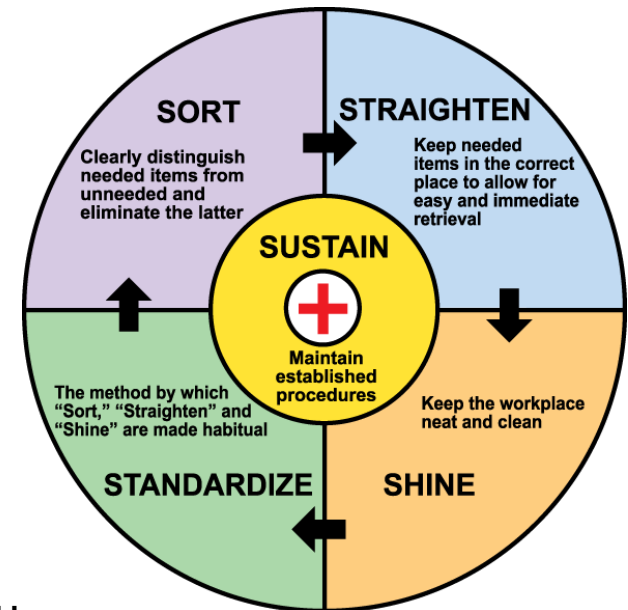 SORT
Clearly distinguish
needed items from
unneeded and
eliminate the latter
STRAIGHTEN
Keep needed
items in the correct
place to allow for
easy and immediate
retrieval
SUSTAIN
Maintain
established
procedures
Keep the workplace
neat and clean
SHINE
The method by which
“Sort,” “Straighten” and
“Shine” are made habitual
STANDARDIZE